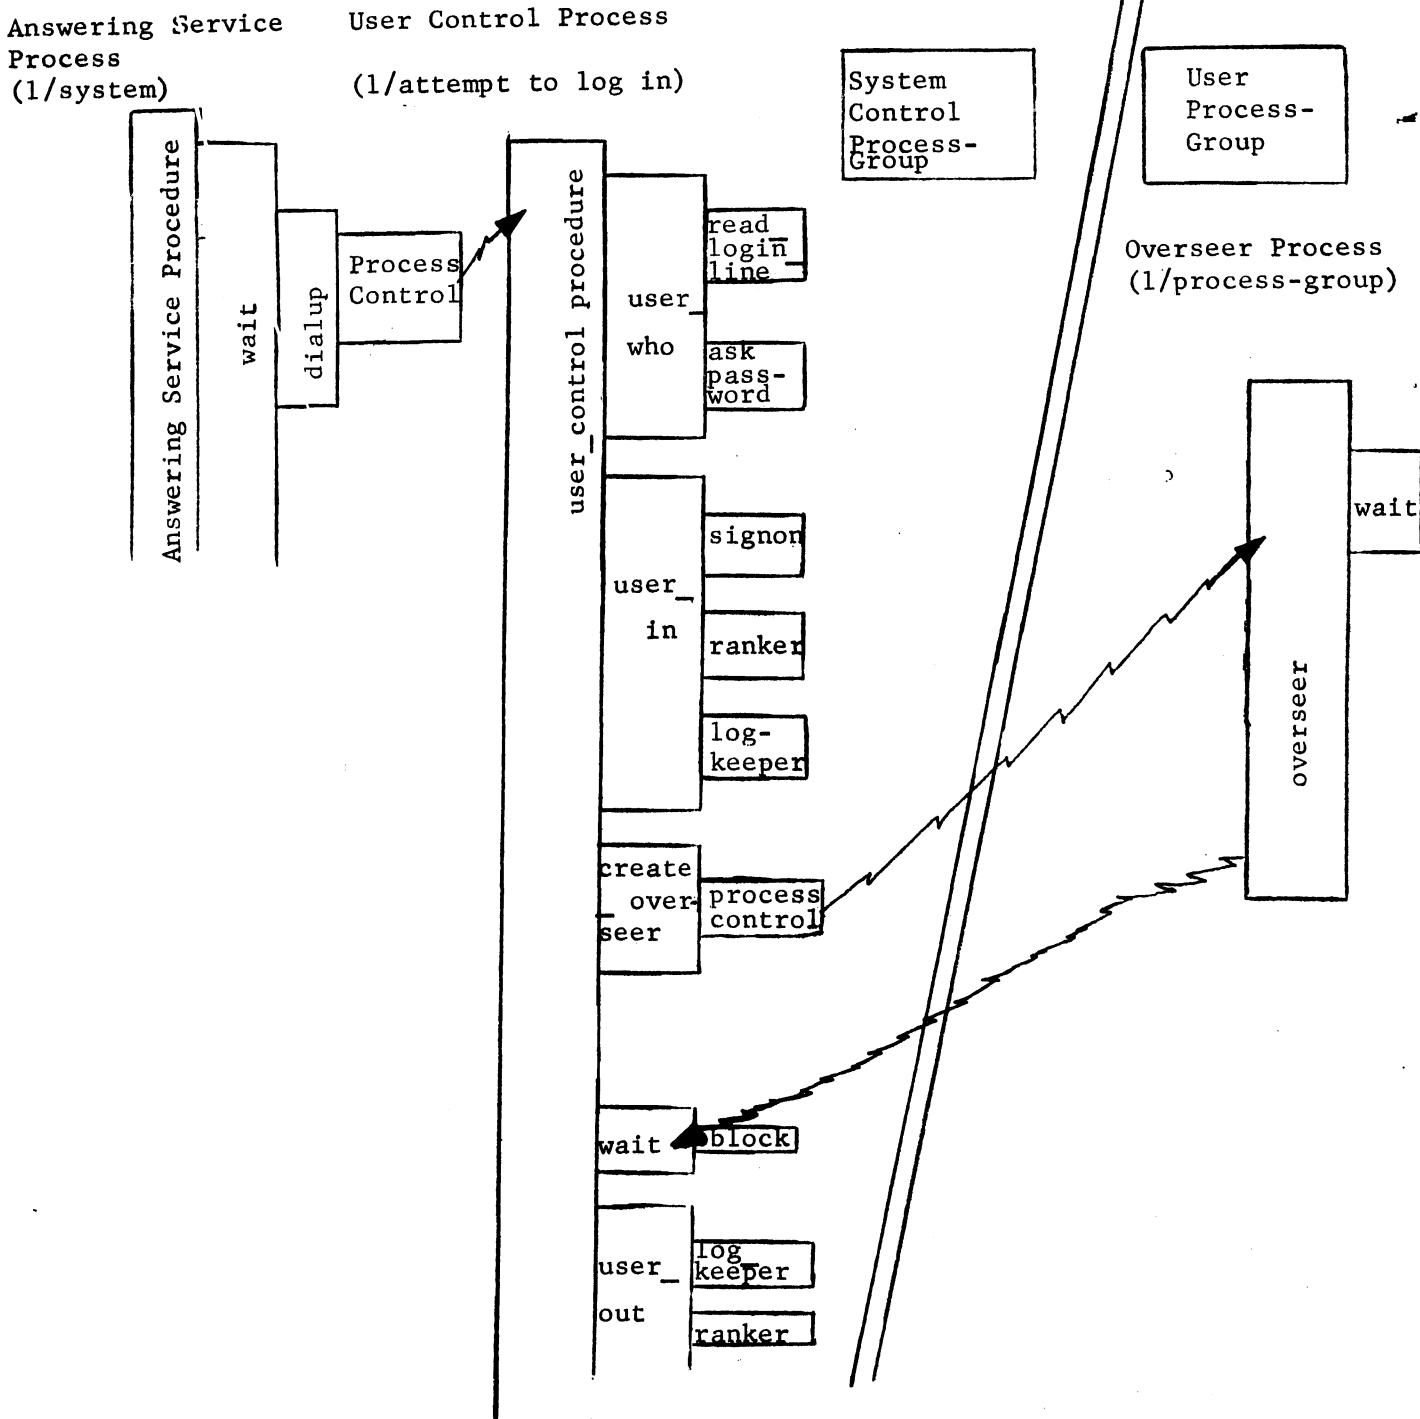 Answering Service
Process
(1/system)
User Control Process
(1/attempt to log in)
System
Control
Process-
Group
User
Process-
Group
Overseer Process
(1/process-group)
Answering Service Procedure
wait
dialup
Process
Control
user_control procedure
user_
who
read_
login_
line
ask
pass-
word
user_
in
signon
ranker
log-
keeper
create
_over-
seer
process
control
wait
block
user_
out
log_
keeper
ranker
overseer
wait